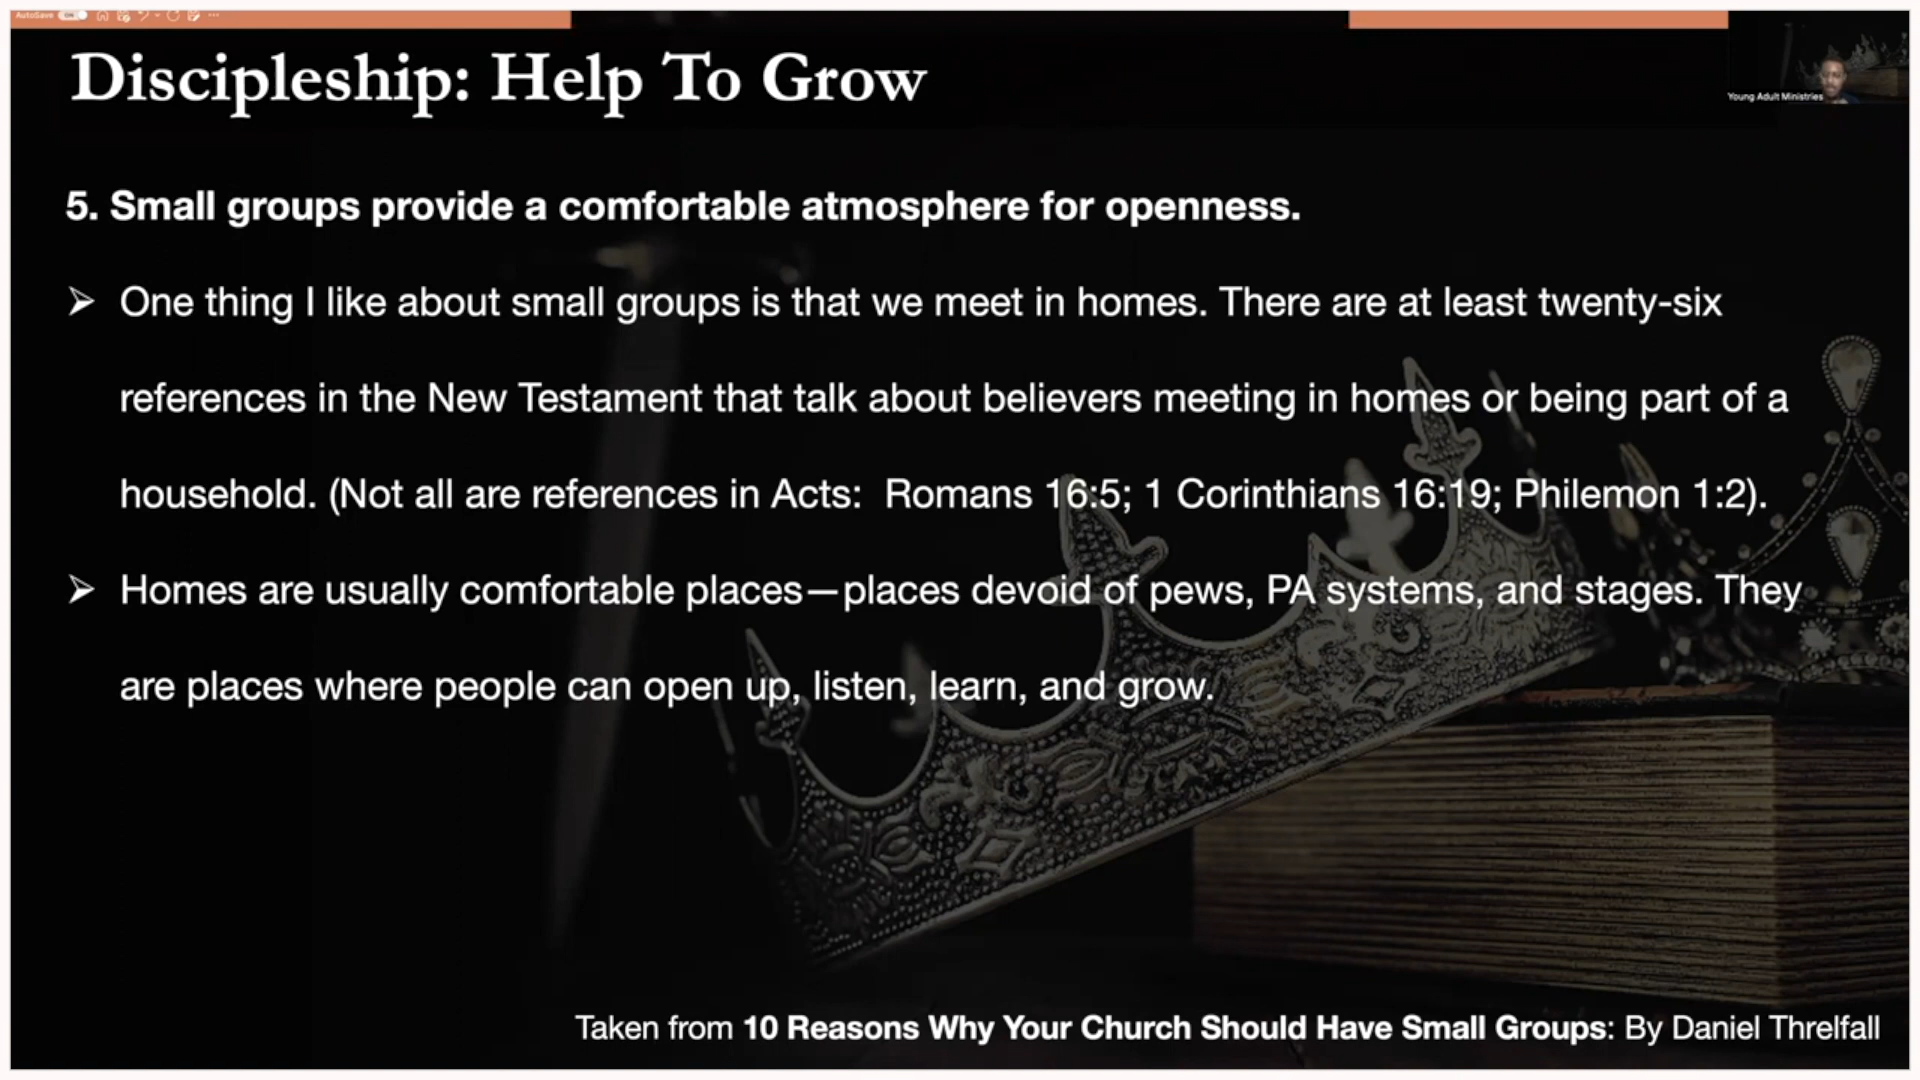 AutoSave
Discipleship: Help To Grow
Young Adult Ministries
5. Small groups provide a comfortable atmosphere for openness.
➢ One thing I like about small groups is that we meet in homes. There are at least twenty-six
references in the New Testament that talk about believers meeting in homes or being part of a
household. (Not all are references in Acts:  Romans 16:5; 1 Corinthians 16:19; Philemon 1:2).
➢ Homes are usually comfortable places—places devoid of pews, PA systems, and stages. They
are places where people can open up, listen, learn, and grow.
Taken from 10 Reasons Why Your Church Should Have Small Groups: By Daniel Threlfall